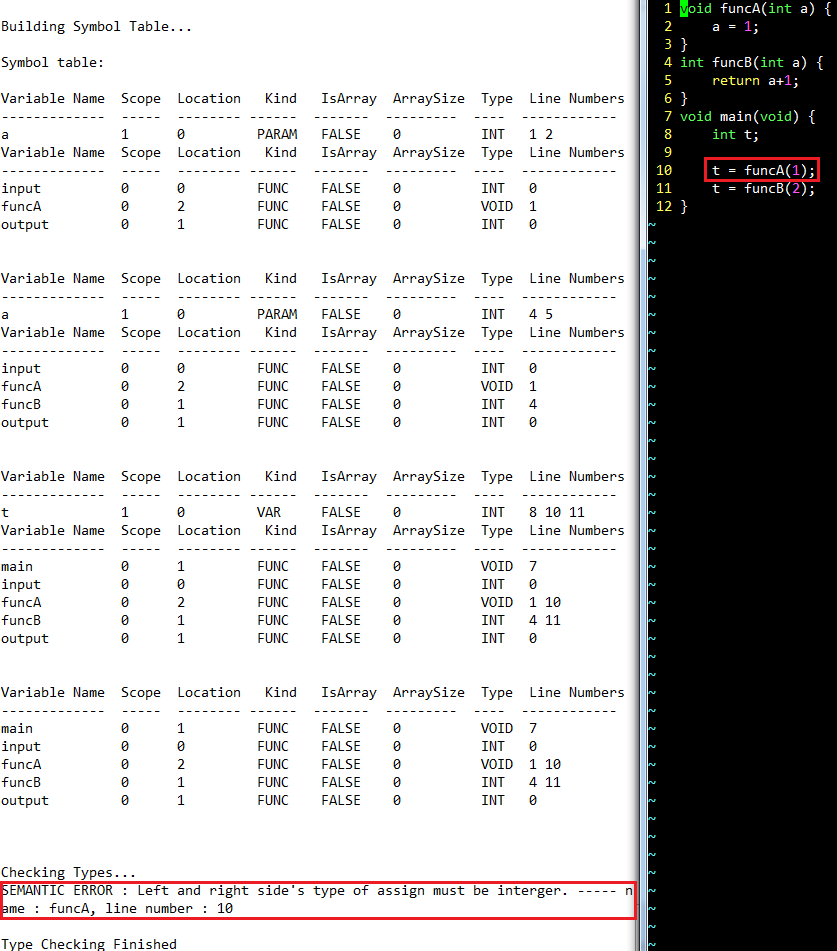 Building Symbol Table...
Symbol table:
Variable Name  Scope  Location   Kind   IsArray  ArraySize  Type  Line Numbers
-------------  -----  --------  ------  -------  ---------  ----  ------------
a              1      0         PARAM   FALSE    0          INT   1 2
Variable Name  Scope  Location   Kind   IsArray  ArraySize  Type  Line Numbers
-------------  -----  --------  ------  -------  ---------  ----  ------------
input          0      0         FUNC    FALSE    0          INT   0
funcA          0      2         FUNC    FALSE    0          VOID  1
output         0      1         FUNC    FALSE    0          INT   0
Variable Name  Scope  Location   Kind   IsArray  ArraySize  Type  Line Numbers
-------------  -----  --------  ------  -------  ---------  ----  ------------
a              1      0         PARAM   FALSE    0          INT   4 5
Variable Name  Scope  Location   Kind   IsArray  ArraySize  Type  Line Numbers
-------------  -----  --------  ------  -------  ---------  ----  ------------
input          0      0         FUNC    FALSE    0          INT   0
funcA          0      2         FUNC    FALSE    0          VOID  1
funcB          0      1         FUNC    FALSE    0          INT   4
output         0      1         FUNC    FALSE    0          INT   0
Variable Name  Scope  Location   Kind   IsArray  ArraySize  Type  Line Numbers
-------------  -----  --------  ------  -------  ---------  ----  ------------
t              1      0         VAR     FALSE    0          INT   8 10 11
Variable Name  Scope  Location   Kind   IsArray  ArraySize  Type  Line Numbers
-------------  -----  --------  ------  -------  ---------  ----  ------------
main           0      1         FUNC    FALSE    0          VOID  7
input          0      0         FUNC    FALSE    0          INT   0
funcA          0      2         FUNC    FALSE    0          VOID  1 10
funcB          0      1         FUNC    FALSE    0          INT   4 11
output         0      1         FUNC    FALSE    0          INT   0
Variable Name  Scope  Location   Kind   IsArray  ArraySize  Type  Line Numbers
-------------  -----  --------  ------  -------  ---------  ----  ------------
main           0      1         FUNC    FALSE    0          VOID  7
input          0      0         FUNC    FALSE    0          INT   0
funcA          0      2         FUNC    FALSE    0          VOID  1 10
funcB          0      1         FUNC    FALSE    0          INT   4 11
output         0      1         FUNC    FALSE    0          INT   0
Checking Types...
SEMANTIC ERROR : Left and right side's type of assign must be interger. ----- n
ame : funcA, line number : 10
Type Checking Finished
1 void funcA(int a) {
2     a = 1;
3 }
4 int funcB(int a) {
5     return a+1;
6 }
7 void main(void) {
8     int t;
9
10     t = funcA(1);
11     t = funcB(2);
12 }